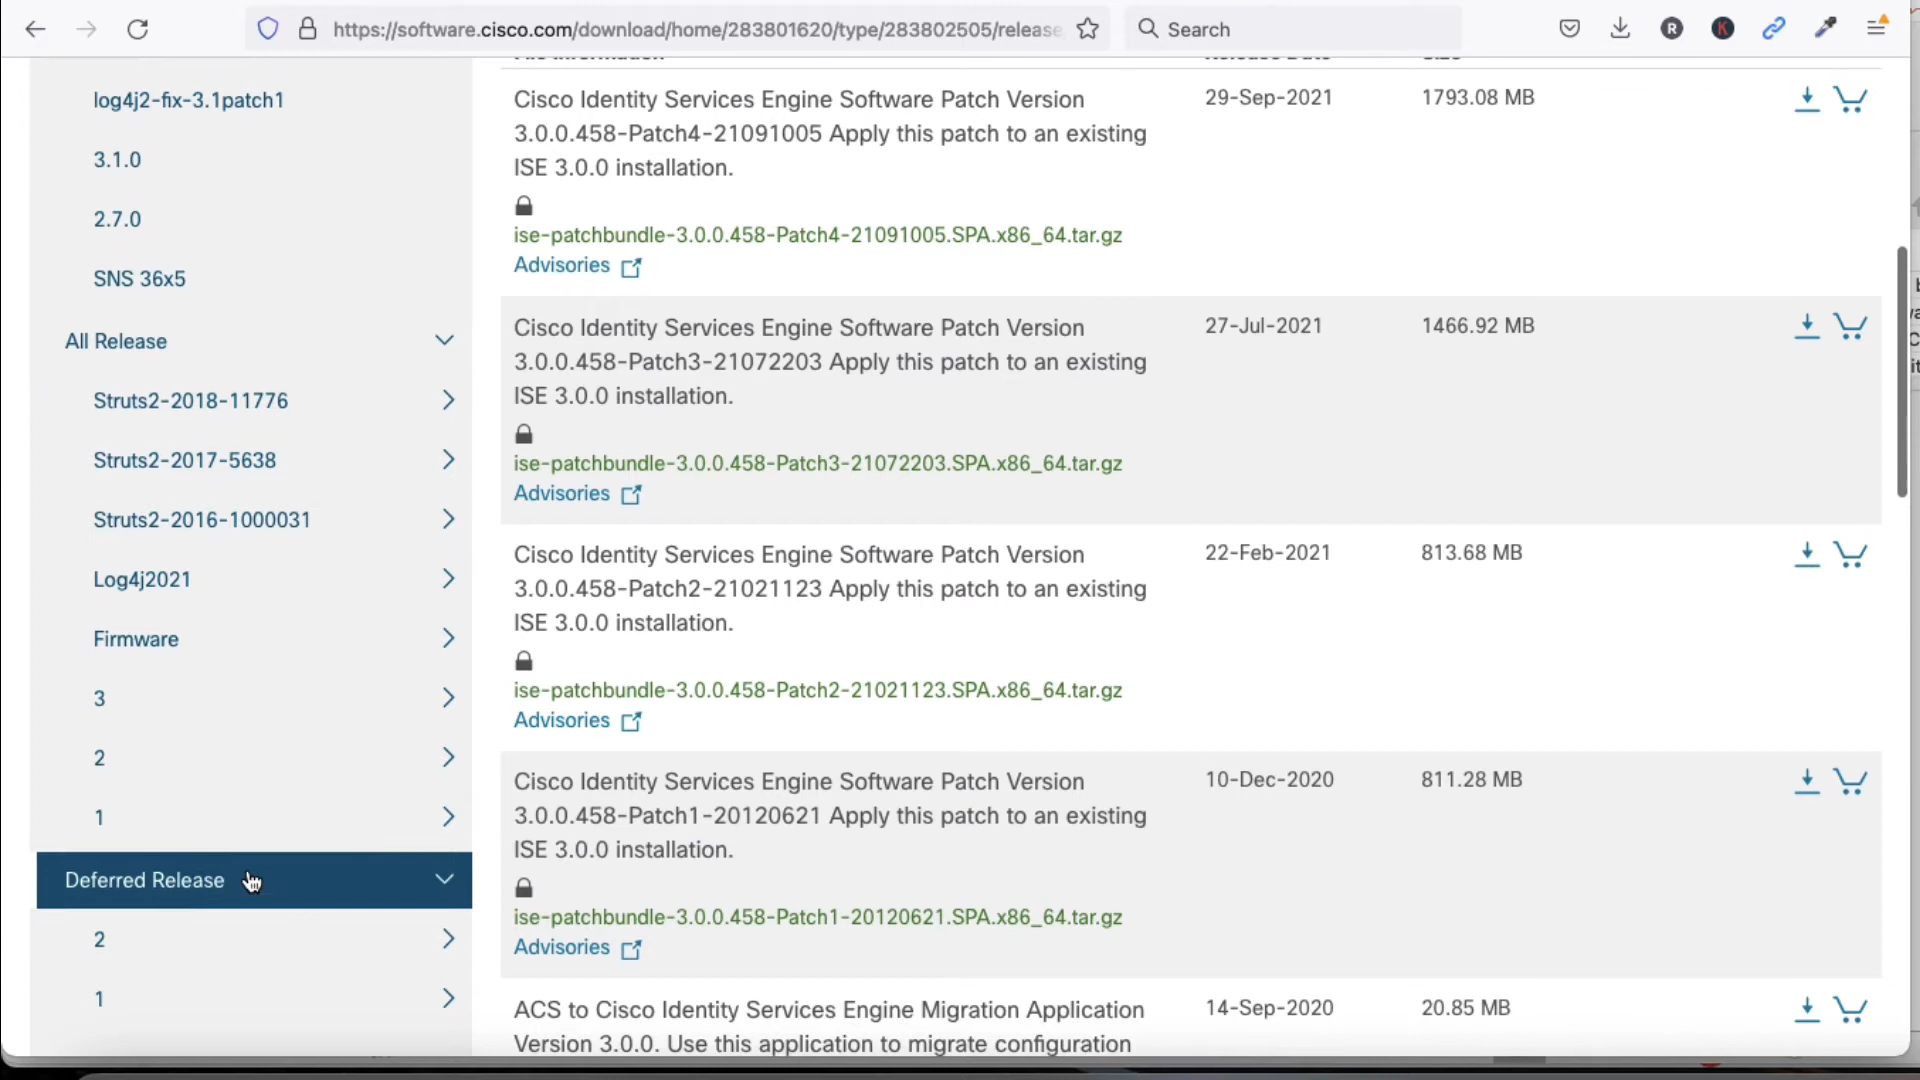 https://software.cisco.com/download/home/283801620/type/283802505/release
Search
R
K
log4j2-fix-3.1patch1
3.1.0
2.7.0
SNS 36x5
All Release
Struts2-2018-11776
Struts2-2017-5638
Struts2-2016-1000031
Log4j2021
Firmware
3
2
1
Deferred Release
2
1
Cisco Identity Services Engine Software Patch Version
3.0.0.458-Patch4-21091005 Apply this patch to an existing
ISE 3.0.0 installation.
29-Sep-2021
1793.08 MB
ise-patchbundle-3.0.0.458-Patch4-21091005.SPA.x86_64.tar.gz
Advisories
Cisco Identity Services Engine Software Patch Version
3.0.0.458-Patch3-21072203 Apply this patch to an existing
ISE 3.0.0 installation.
27-Jul-2021
1466.92 MB
ise-patchbundle-3.0.0.458-Patch3-21072203.SPA.x86_64.tar.gz
Advisories
Cisco Identity Services Engine Software Patch Version
3.0.0.458-Patch2-21021123 Apply this patch to an existing
ISE 3.0.0 installation.
22-Feb-2021
813.68 MB
ise-patchbundle-3.0.0.458-Patch2-21021123.SPA.x86_64.tar.gz
Advisories
Cisco Identity Services Engine Software Patch Version
3.0.0.458-Patch1-20120621 Apply this patch to an existing
ISE 3.0.0 installation.
10-Dec-2020
811.28 MB
ise-patchbundle-3.0.0.458-Patch1-20120621.SPA.x86_64.tar.gz
Advisories
ACS to Cisco Identity Services Engine Migration Application
Version 3.0.0. Use this application to migrate configuration
14-Sep-2020
20.85 MB